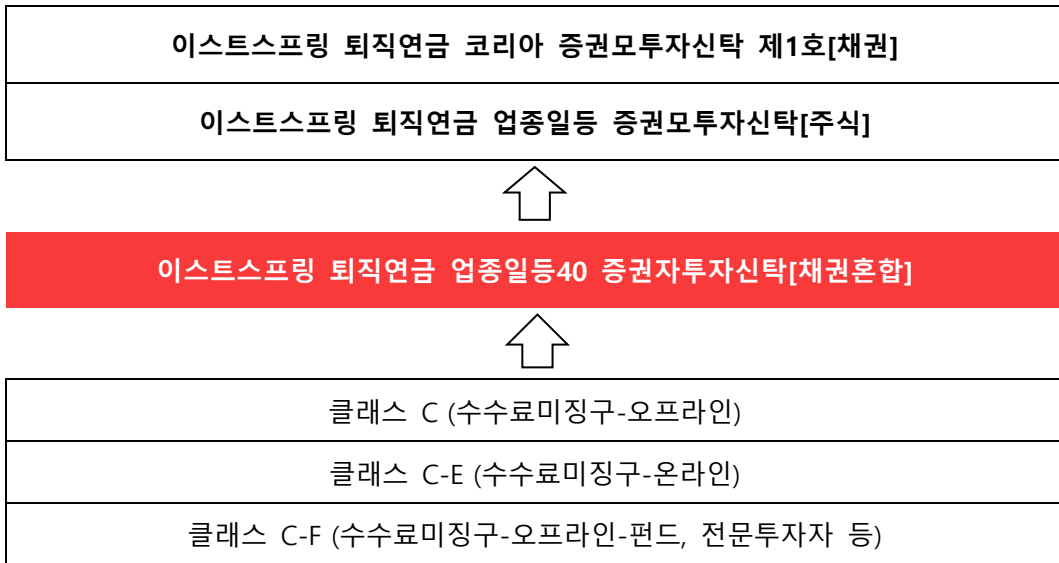 이스트스프링 퇴직연금 코리아 증권모투자신탁 제1호[채권]
이스트스프링 퇴직연금 업종일등 증권모투자신탁[주식]
이스트스프링 퇴직연금 업종일등40 증권자투자신탁[채권혼합]
클래스 C (수수료미징구-오프라인)
클래스 C-E (수수료미징구-온라인)
클래스 C-F (수수료미징구-오프라인-펀드, 전문투자자 등)